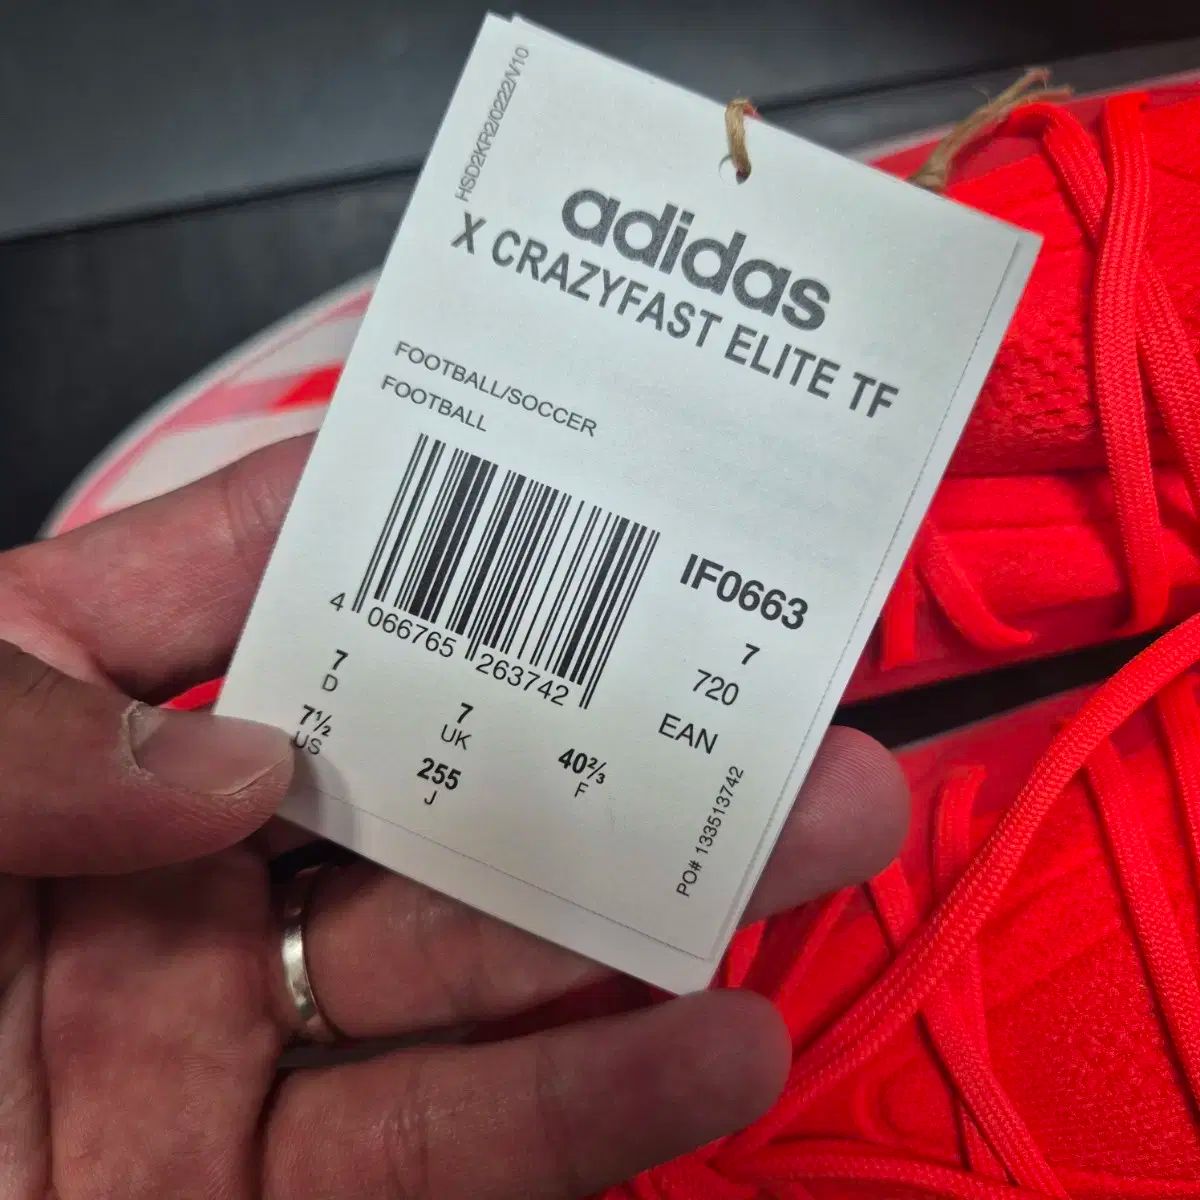 HSD2KR2/0222/V10
adidas
X CRAZYFAST ELITE TF
FOOTBALL/SOCCER
FOOTBALL
IF0663
4 066765 263742
7
720
EAN
7
D
7½
US
7
UK
255
J
40⅔
F
PO# 133513742